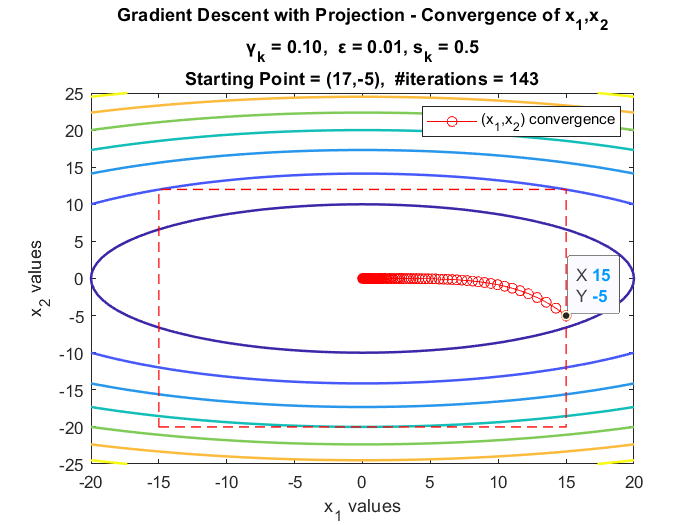 Gradient Descent with Projection - Convergence of x1,x2
γk = 0.10, ε = 0.01, sk = 0.5
Starting Point = (17,-5), #iterations = 143
25
20
15
10
5
0
-5
-10
-15
-20
-25
x2 values
(x1,x2) convergence
X 15
Y -5
-20
-15
-10
-5
0
5
10
15
20
x1 values